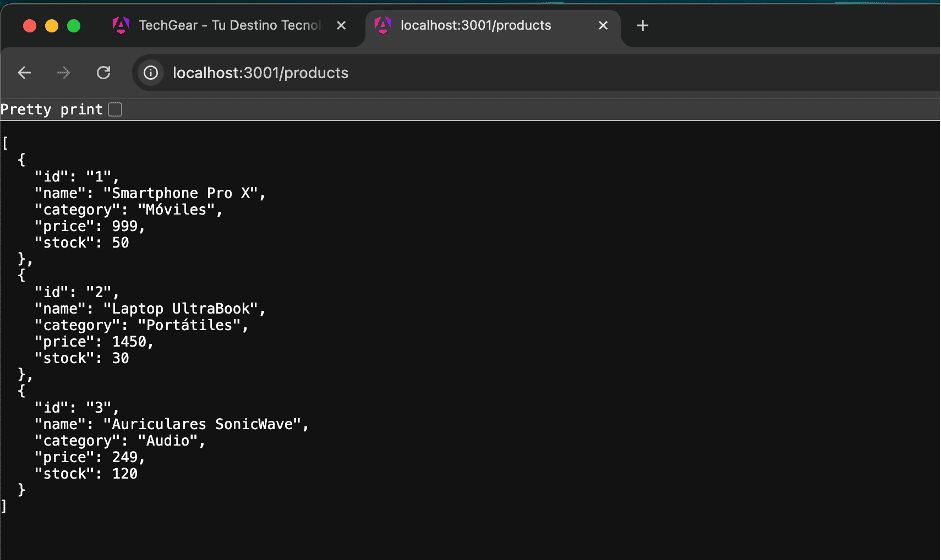 TechGear - Tu Destino Tecnol
localhost:3001/products
localhost:3001/products
Pretty print
[
  {
    "id": "1",
    "name": "Smartphone Pro X",
    "category": "Móviles",
    "price": 999,
    "stock": 50
  },
  {
    "id": "2",
    "name": "Laptop UltraBook",
    "category": "Portátiles",
    "price": 1450,
    "stock": 30
  },
  {
    "id": "3",
    "name": "Auriculares SonicWave",
    "category": "Audio",
    "price": 249,
    "stock": 120
  }
]